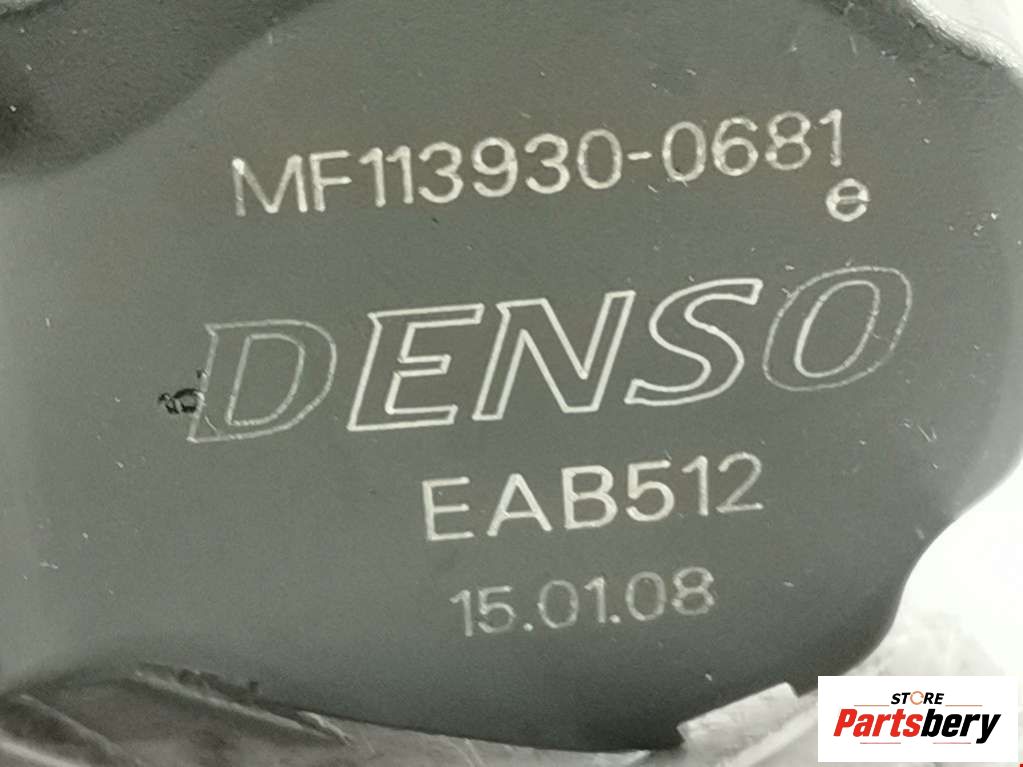 MF113930-0681
e
DENSO
EAB512
15.01.08
STORE
Partsbery